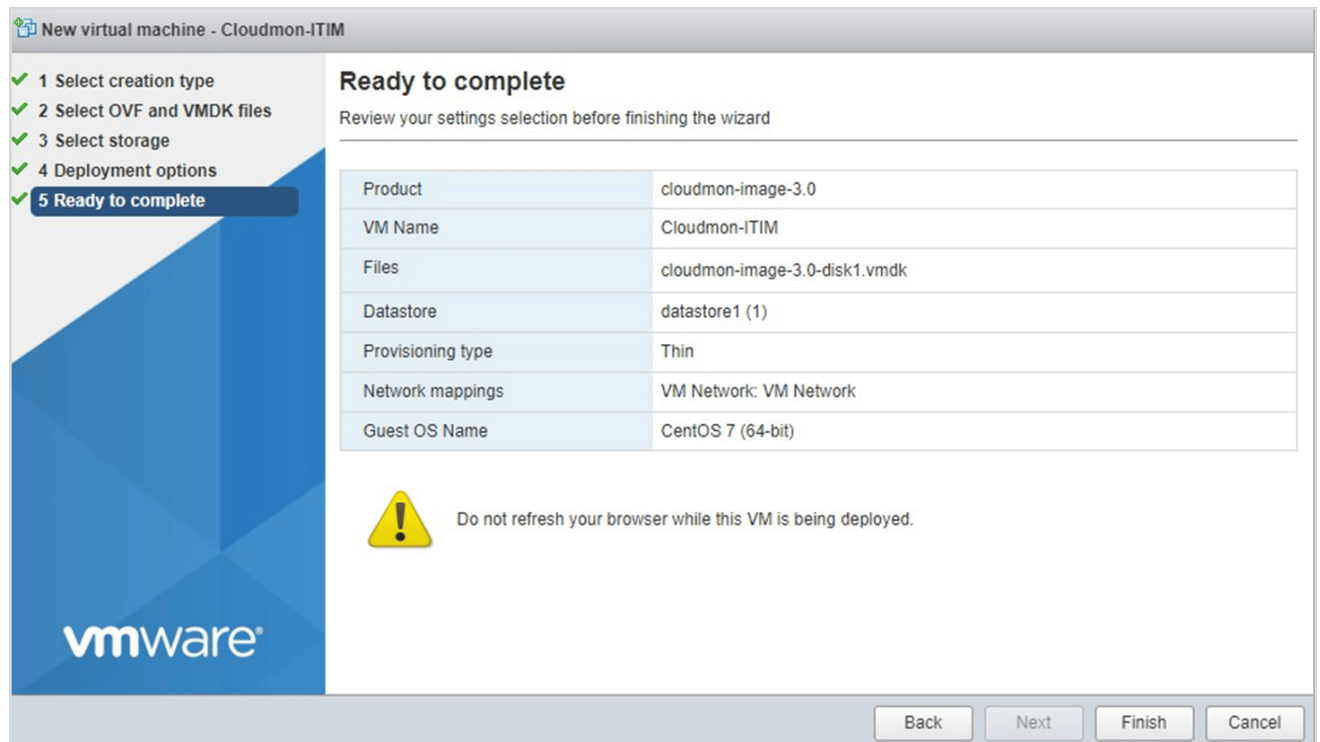 New virtual machine - Cloudmon-ITIM
1 Select creation type
2 Select OVF and VMDK files
3 Select storage
4 Deployment options
5 Ready to complete
vmware®
Ready to complete
Review your settings selection before finishing the wizard
Product cloudmon-image-3.0
VM Name Cloudmon-ITIM
Files cloudmon-image-3.0-disk1.vmdk
Datastore datastore1 (1)
Provisioning type Thin
Network mappings VM Network: VM Network
Guest OS Name CentOS 7 (64-bit)
Do not refresh your browser while this VM is being deployed.
Back Next Finish Cancel